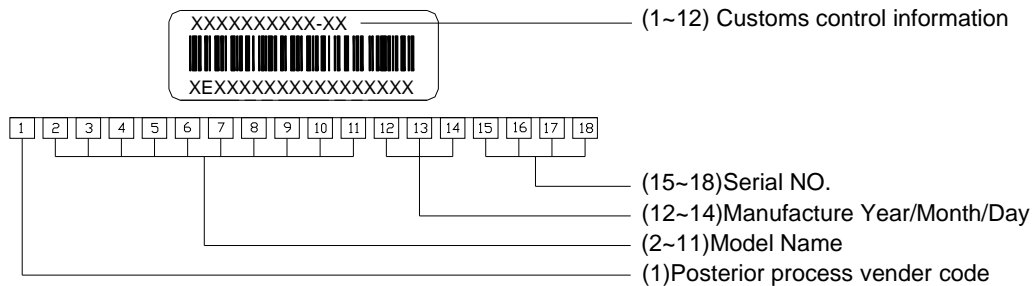 XXXXXXXXXX-XX
(1~12) Customs control information
XEXXXXXXXXXXXXXXXX
1 2 3 4 5 6 7 8 9 10 11 12 13 14 15 16 17 18
(15~18)Serial NO.
(12~14)Manufacture Year/Month/Day
(2~11)Model Name
(1)Posterior process vender code